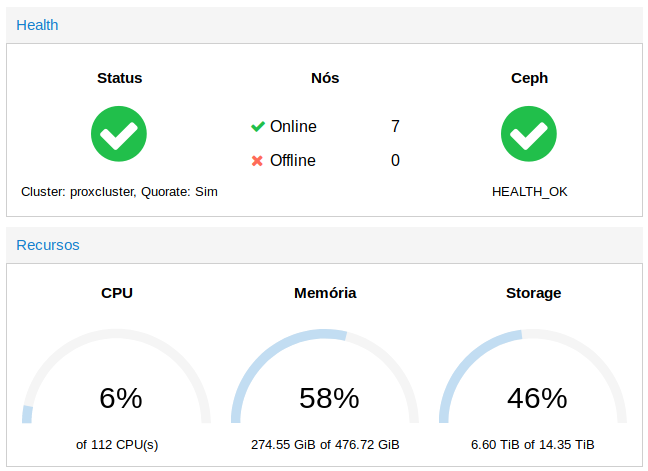 Health
Status
Nós
Ceph
Online 7
Offline 0
Cluster: proxcluster, Quorate: Sim
HEALTH_OK
Recursos
CPU
Memória
Storage
6%
58%
46%
of 112 CPU(s)
274.55 GiB of 476.72 GiB
6.60 TiB of 14.35 TiB